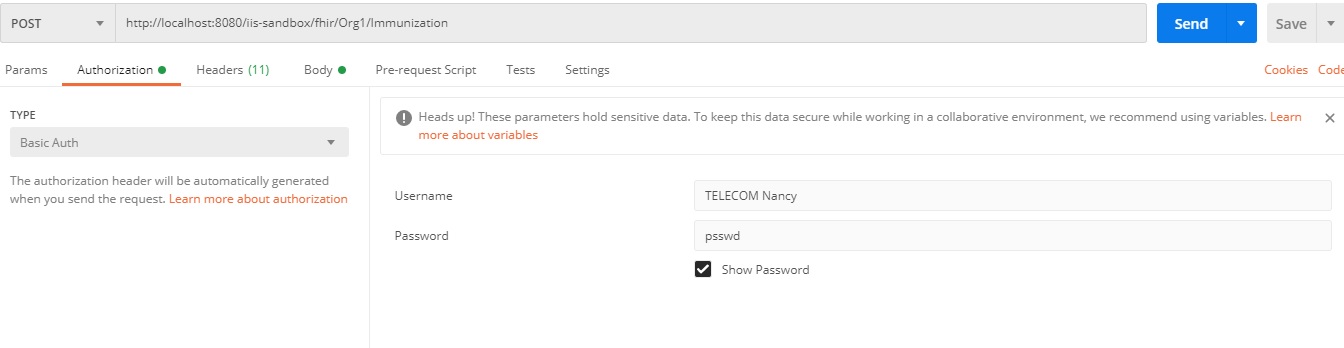 POST http://localhost:8080/iis-sandbox/fhir/Org1/Immunization Send Save
Params Authorization Headers (11) Body Pre-request Script Tests Settings Cookies Code
TYPE
Basic Auth
The authorization header will be automatically generated
when you send the request. Learn more about authorization
Heads up! These parameters hold sensitive data. To keep this data secure while working in a collaborative environment, we recommend using variables. Learn
more about variables
Username TELECOM Nancy
Password psswd
Show Password